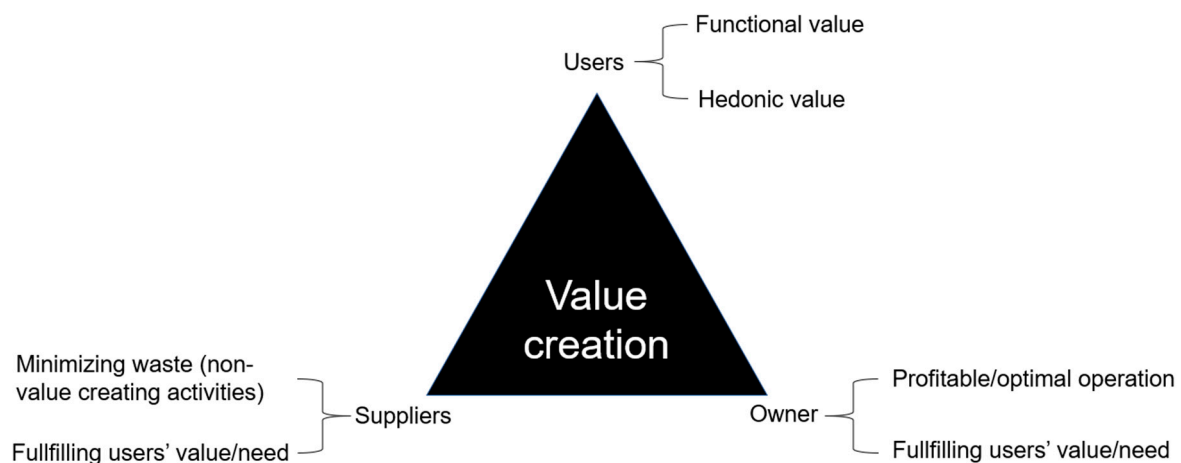 Functional value
Users
Hedonic value
Value
creation
Minimizing waste (non-
value creating activities)
Suppliers
Fullfilling users' value/need
Profitable/optimal operation
Owner
Fullfilling users' value/need